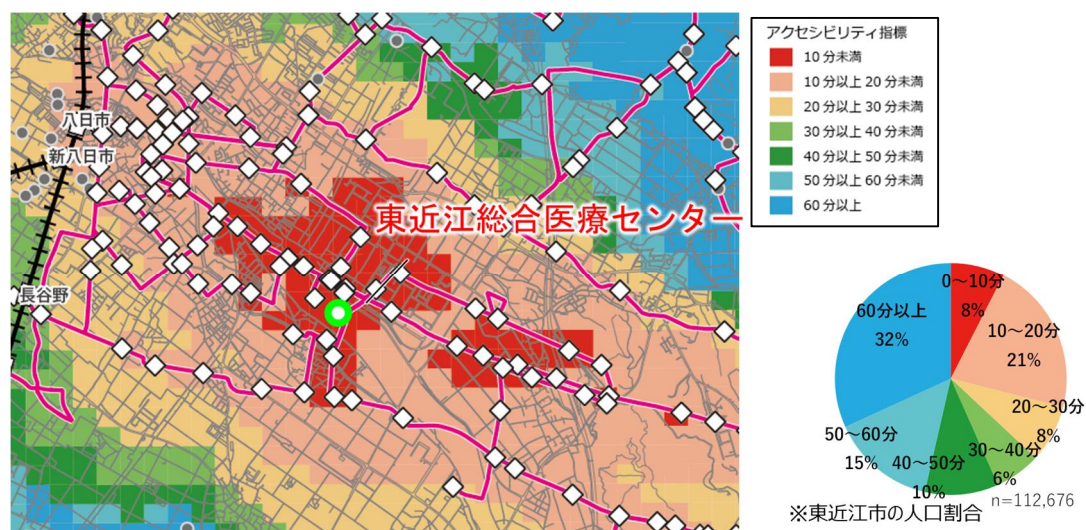 八日市
新八日市
長谷野
東近江総合医療センター
アクセシビリティ指標
10分未満
10分以上20分未満
20分以上30分未満
30分以上40分未満
40分以上50分未満
50分以上60分未満
60分以上
0～10分
8%
10～20分
21%
20～30分
8%
30～40分
6%
40～50分
10%
50～60分
15%
60分以上
32%
n=112,676
※東近江市の人口割合